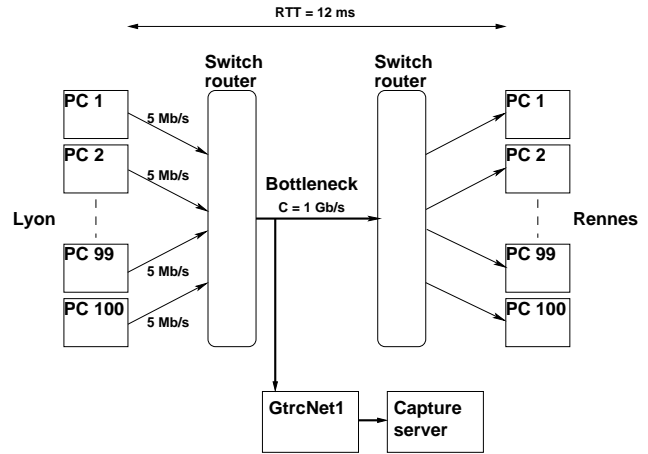 RTT = 12 ms
Switch
router
Switch
router
PC 1
5 Mb/s
PC 2
5 Mb/s
Lyon
PC 99
5 Mb/s
PC 100
5 Mb/s
Bottleneck
C = 1 Gb/s
PC 1
PC 2
Rennes
PC 99
PC 100
GtrcNet1
Capture
server